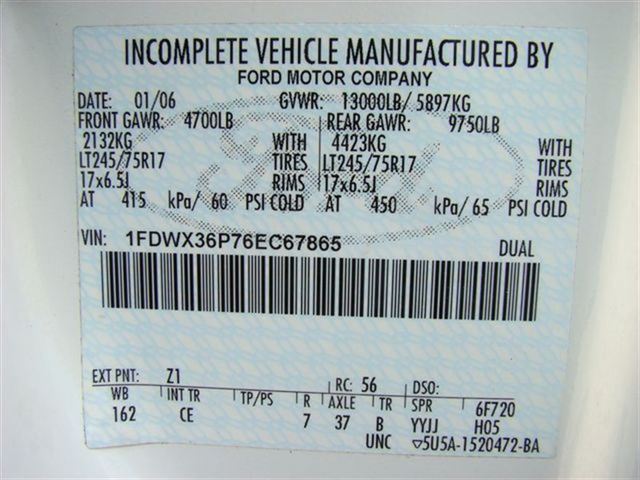 INCOMPLETE VEHICLE MANUFACTURED BY
FORD MOTOR COMPANY
DATE: 01/06 GVWR: 13000LB/ 5897KG
FRONT GAWR: 4700LB REAR GAWR: 9750LB
2132KG WITH 4423KG WITH
LT245/75R17 TIRES LT245/75R17 TIRES
17x6.5J RIMS 17x6.5J RIMS
AT 415 kPa/ 60 PSI COLD AT 450 kPa/ 65 PSI COLD
VIN: 1FDWX36P76EC67865 DUAL
EXT PNT: Z1 RC: 56 DSO:
WB INT TR TP/PS R AXLE TR SPR 6F720
162 CE 7 37 B YYJJ H05
UNC ▽5U5A-1520472-BA
Ford